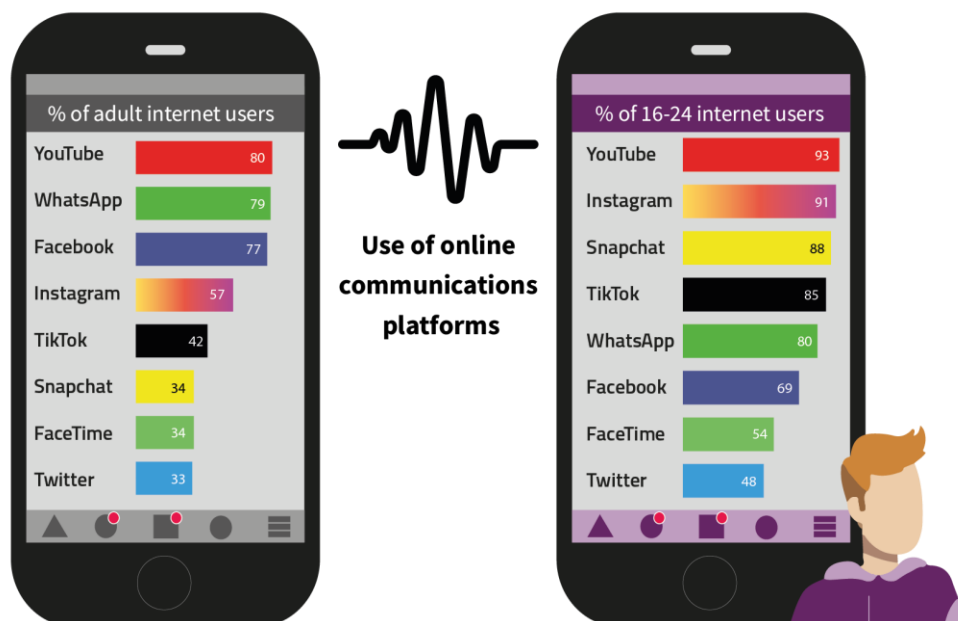 % of adult internet users
YouTube 80
WhatsApp 79
Facebook 77
Instagram 57
TikTok 42
Snapchat 34
FaceTime 34
Twitter 33
Use of online
communications
platforms
% of 16-24 internet users
YouTube 93
Instagram 91
Snapchat 88
TikTok 85
WhatsApp 80
Facebook 69
FaceTime 54
Twitter 48